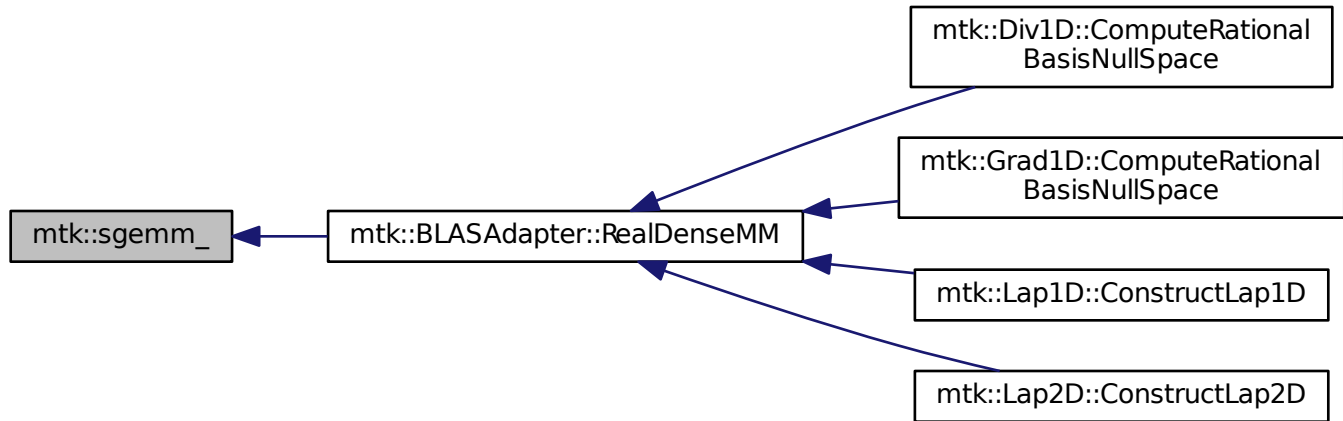 mtk::Div1D::ComputeRational
BasisNullSpace
mtk::Grad1D::ComputeRational
BasisNullSpace
mtk::sgemm_
mtk::BLASAdapter::RealDenseMM
mtk::Lap1D::ConstructLap1D
mtk::Lap2D::ConstructLap2D